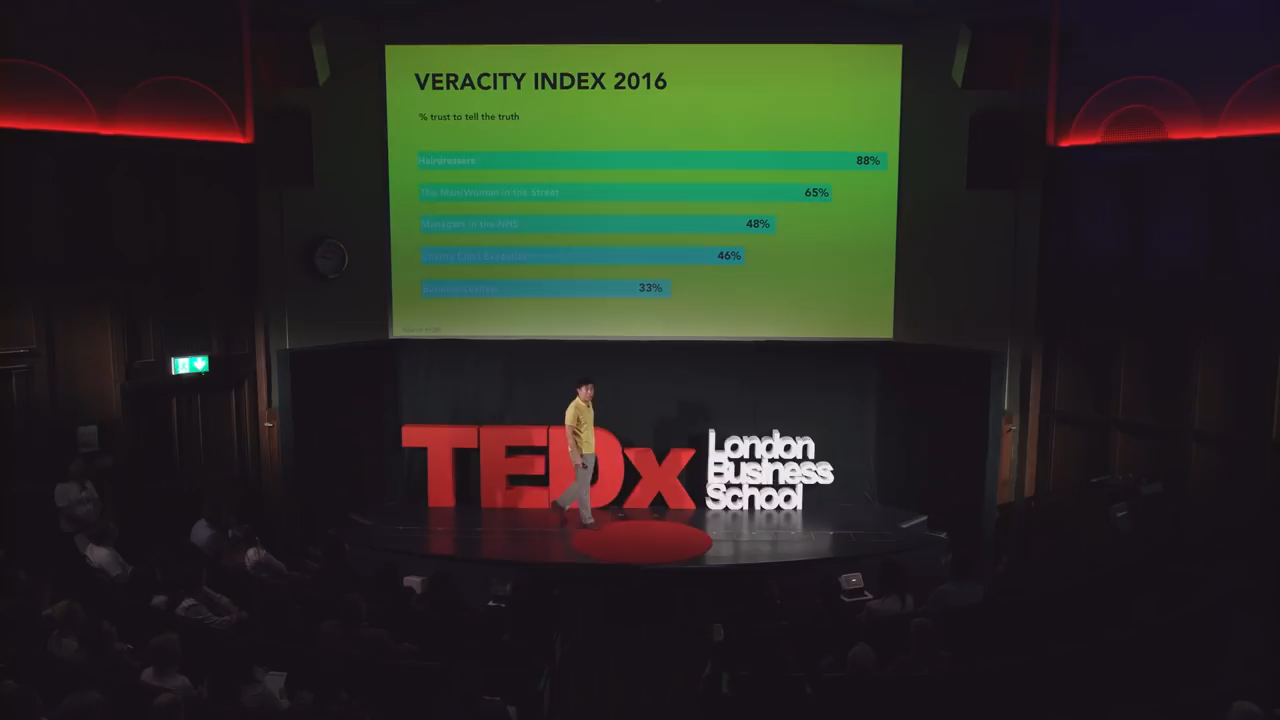 VERACITY INDEX 2016
% trust to tell the truth
Hairdressers 88%
The Man/Woman in the Street 65%
Managers in the NHS 48%
46%
33%
TEDx
London
Business
School